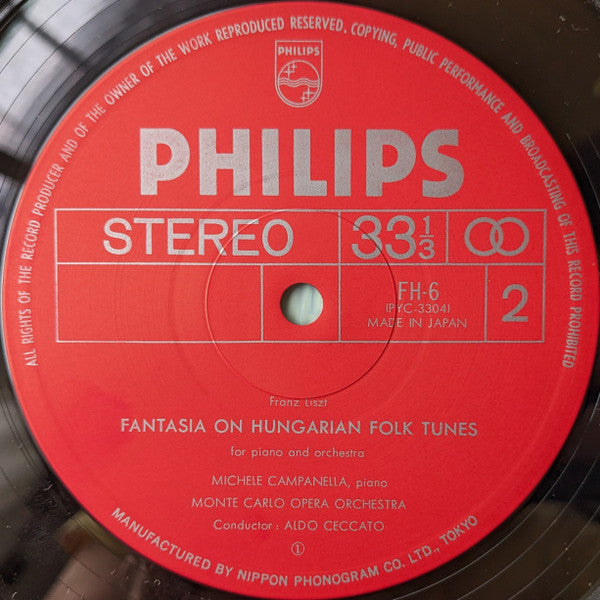 ALL RIGHTS OF THE RECORD PRODUCER AND OF THE OWNER OF THE WORK REPRODUCED RESERVED. COPYING, PUBLIC PERFORMANCE AND BROADCASTING OF THIS RECORD PROHIBITED
PHILIPS
PHILIPS
STEREO 33 1/3
FH-6
(PYC-3304)
MADE IN JAPAN
2
Franz Liszt
FANTASIA ON HUNGARIAN FOLK TUNES
for piano and orchestra
MICHELE CAMPANELLA, piano
MONTE CARLO OPERA ORCHESTRA
Conductor: ALDO CECCATO
①
MANUFACTURED BY NIPPON PHONOGRAM CO. LTD., TOKYO